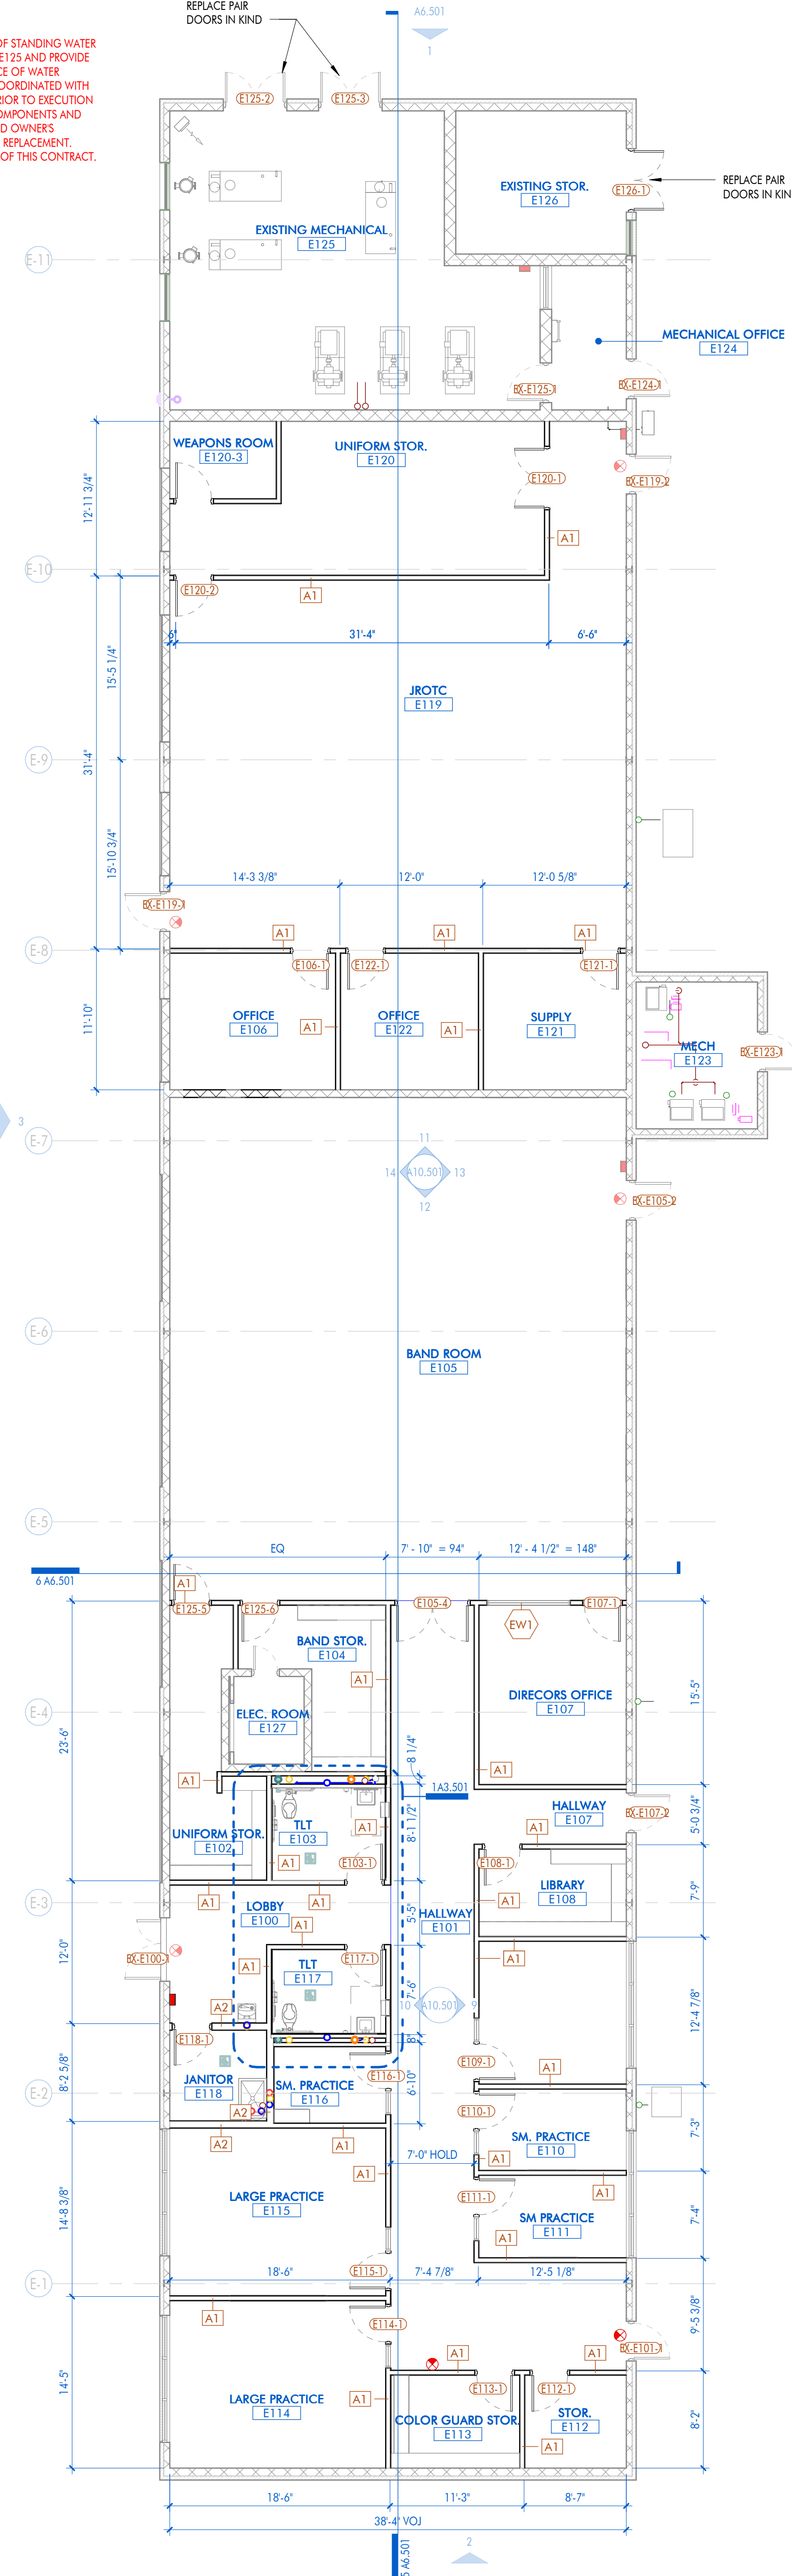 REPLACE PAIR
DOORS IN KIND
A6.501
1
OF STANDING WATER
E125 AND PROVIDE
CE OF WATER
COORDINATED WITH
RIOR TO EXECUTION
OMPONENTS AND
D OWNER'S
REPLACEMENT.
OF THIS CONTRACT.
E125-2
E125-3
EXISTING STOR.
E126
E126-1
REPLACE PAIR
DOORS IN KIN
EXISTING MECHANICAL
E125
E-11
MECHANICAL OFFICE
E124
EX-E125-1
EX-E124-1
WEAPONS ROOM
E120-3
UNIFORM STOR.
E120
E120-1
EX-E119-2
12'-11 3/4"
A1
E-10
E120-2
A1
6"
31'-4"
6'-6"
15'-5 1/4"
JROTC
E119
31'-4"
E-9
15'-10 3/4"
14'-3 3/8"
12'-0"
12'-0 5/8"
EX-E119-1
A1
A1
A1
E-8
E106-1
E122-1
E121-1
OFFICE
E106
A1
OFFICE
E122
A1
SUPPLY
E121
11'-10"
MECH
E123
EX-E123-1
3
E-7
11
14
A10.501
13
12
EX-E105-2
E-6
BAND ROOM
E105
E-5
EQ
7' - 10" = 94"
12' - 4 1/2" = 148"
6 A6.501
A1
E125-5
E125-6
E105-4
E107-1
EW1
BAND STOR.
E104
A1
DIRECORS OFFICE
E107
15'-5"
E-4
ELEC. ROOM
E127
23'-6"
8 1/4"
A1
A1
1A3.501
8'-1 1/2"
HALLWAY
E107
EX-E107-2
5'-0 3/4"
UNIFORM STOR.
E102
TLT
E103
A1
A1
E103-1
A1
E108-1
LIBRARY
E108
A1
7'-9"
E-3
A1
A1
LOBBY
E100
5'-5"
HALLWAY
E101
A1
A1
EX-E100-1
12'-0"
A1
TLT
E117
E117-1
7'-6"
12'-4 7/8"
10
A10.501
9
A2
E118-1
8"
E109-1
A1
8'-2 5/8"
JANITOR
E118
SM. PRACTICE
E116
E116-1
6'-10"
E-2
A2
E110-1
SM. PRACTICE
E110
7'-3"
A2
A1
7'-0" HOLD
A1
A1
A1
LARGE PRACTICE
E115
E111-1
SM PRACTICE
E111
A1
7'-4"
14'-8 3/8"
18'-6"
E115-1
7'-4 7/8"
12'-5 1/8"
E-1
A1
E114-1
9'-5 3/8"
EX-E101-1
A1
A1
14'-5"
LARGE PRACTICE
E114
A1
E113-1
E112-1
COLOR GUARD STOR.
E113
STOR.
E112
A1
8'-2"
18'-6"
11'-3"
8'-7"
38'-4" VOJ
5 A6.501
2